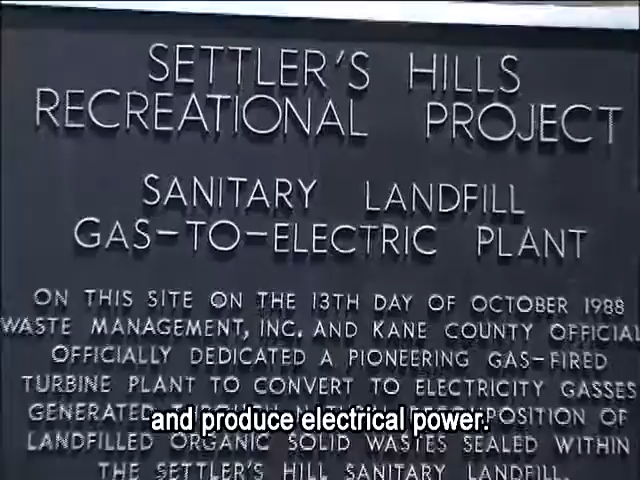 SETTLER'S HILLS
RECREATIONAL PROJECT
SANITARY LANDFILL
GAS-TO-ELECTRIC PLANT
ON THIS SITE ON THE 13TH DAY OF OCTOBER 1988
WASTE MANAGEMENT, INC. AND KANE COUNTY OFFICIAL
OFFICIALLY DEDICATED A PIONEERING GAS-FIRED
TURBINE PLANT TO CONVERT TO ELECTRICITY GASSES
GENERATED OF
and produce electrical power.
LANDFILLED ORGANIC SOLID WASTES SEALED WITHIN
THE SETTLER'S HILL SANITARY LANDFILL.